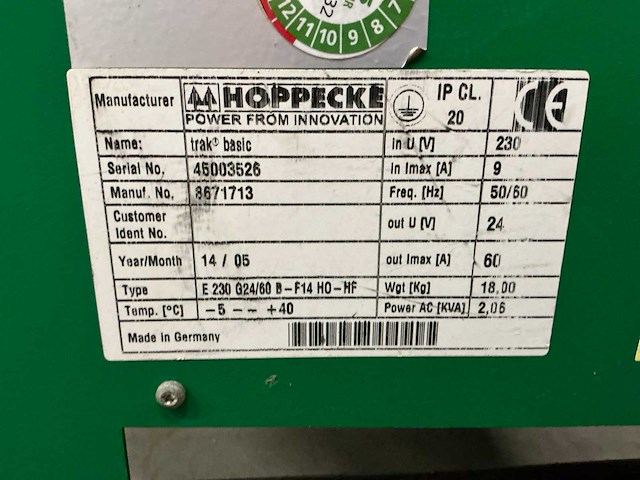 12 11 10 9 8 7
32
Manufacturer HOPPECKE IP CL.
POWER FROM INNOVATION 20 CE
Name: trak® basic in U [V] 230
Serial No. 45003526 in Imax [A] 9
Manuf. No. 8671713 Freq. [Hz] 50/60
Customer
Ident No. out U [V] 24
Year/Month 14 / 05 out Imax [A] 60
Type E 230 G24/60 B-F14 HO-HF Wgt [Kg] 18,00
Temp. [°C] -5 -- +40 Power AC [KVA] 2,06
Made in Germany